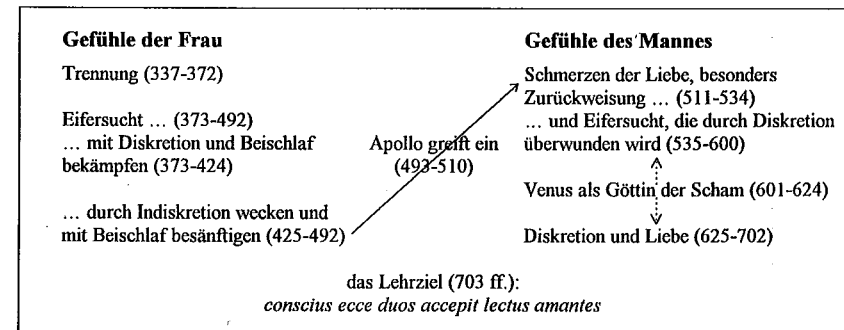 Gefühle der Frau
Trennung (337-372)
Eifersucht ... (373-492)
... mit Diskretion und Beischlaf
bekämpfen (373-424)
... durch Indiskretion wecken und
mit Beischlaf besänftigen (425-492)
Apollo greift ein
(493-510)
Gefühle des Mannes
Schmerzen der Liebe, besonders
Zurückweisung ... (511-534)
... und Eifersucht, die durch Diskretion
überwunden wird (535-600)
Venus als Göttin der Scham (601-624)
Diskretion und Liebe (625-702)
das Lehrziel (703 ff.):
conscius ecce duos accepit lectus amantes